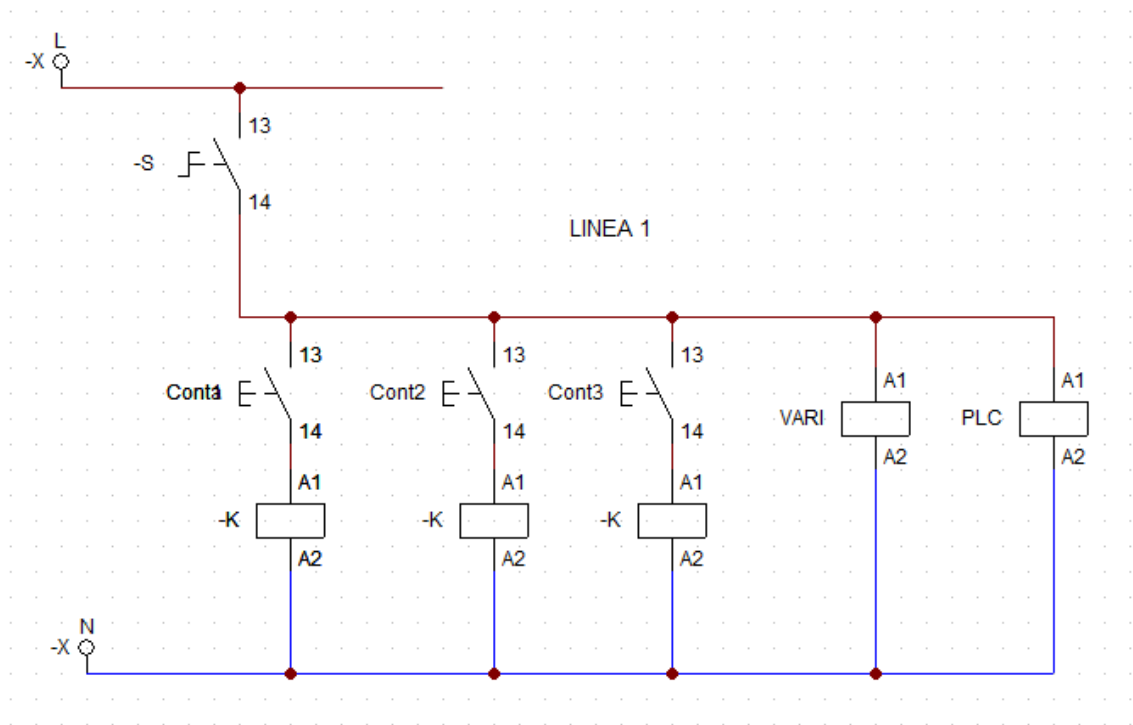 L
-X
13
-S
14
LINEA 1
13 13 13
Cont1 Cont2 Cont3 A1 A1
VARI PLC
14 14 14 A2 A2
A1 A1 A1
-K -K -K
A2 A2 A2
N
-X